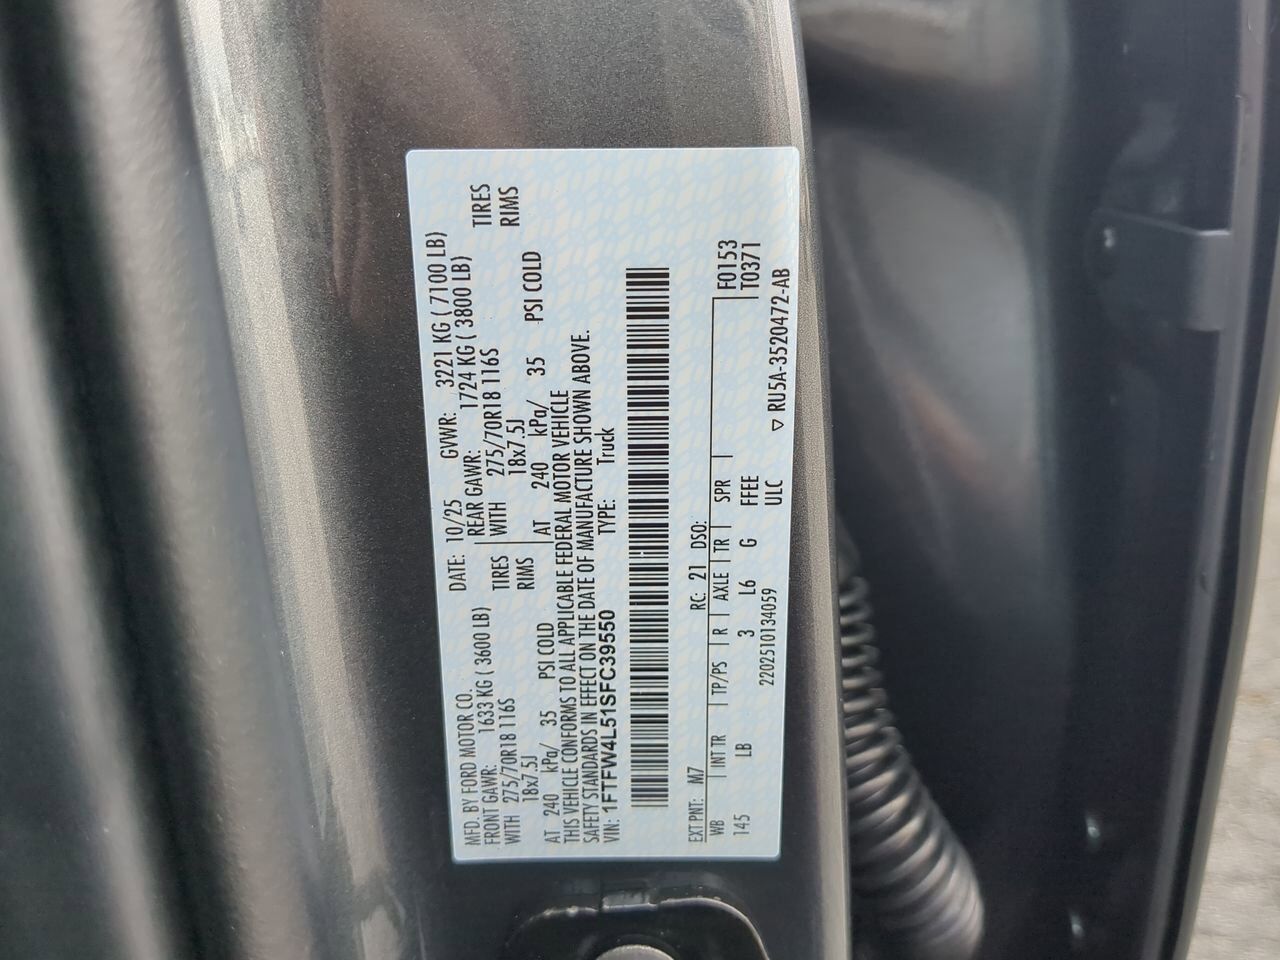 MFD. BY FORD MOTOR CO.
DATE: 10/25 GVWR: 3221 KG ( 7100 LB)
FRONT GAWR: 1633 KG ( 3600 LB)
REAR GAWR: 1724 KG ( 3800 LB)
WITH 275/70R18 116S TIRES
WITH 275/70R18 116S TIRES
18x7.5J RIMS
18x7.5J RIMS
AT 240 kPa/ 35 PSI COLD
AT 240 kPa/ 35 PSI COLD
THIS VEHICLE CONFORMS TO ALL APPLICABLE FEDERAL MOTOR VEHICLE
SAFETY STANDARDS IN EFFECT ON THE DATE OF MANUFACTURE SHOWN ABOVE.
VIN: 1FTFW4L51SFC39550 TYPE: Truck
EXT PNT: M7 RC: 21 DSO:
WB INT TR TP/PS R AXLE TR SPR F0153
145 LB 3 L6 G FFEE T0371
2202510134059 ULC ▽ RU5A-3520472-AB